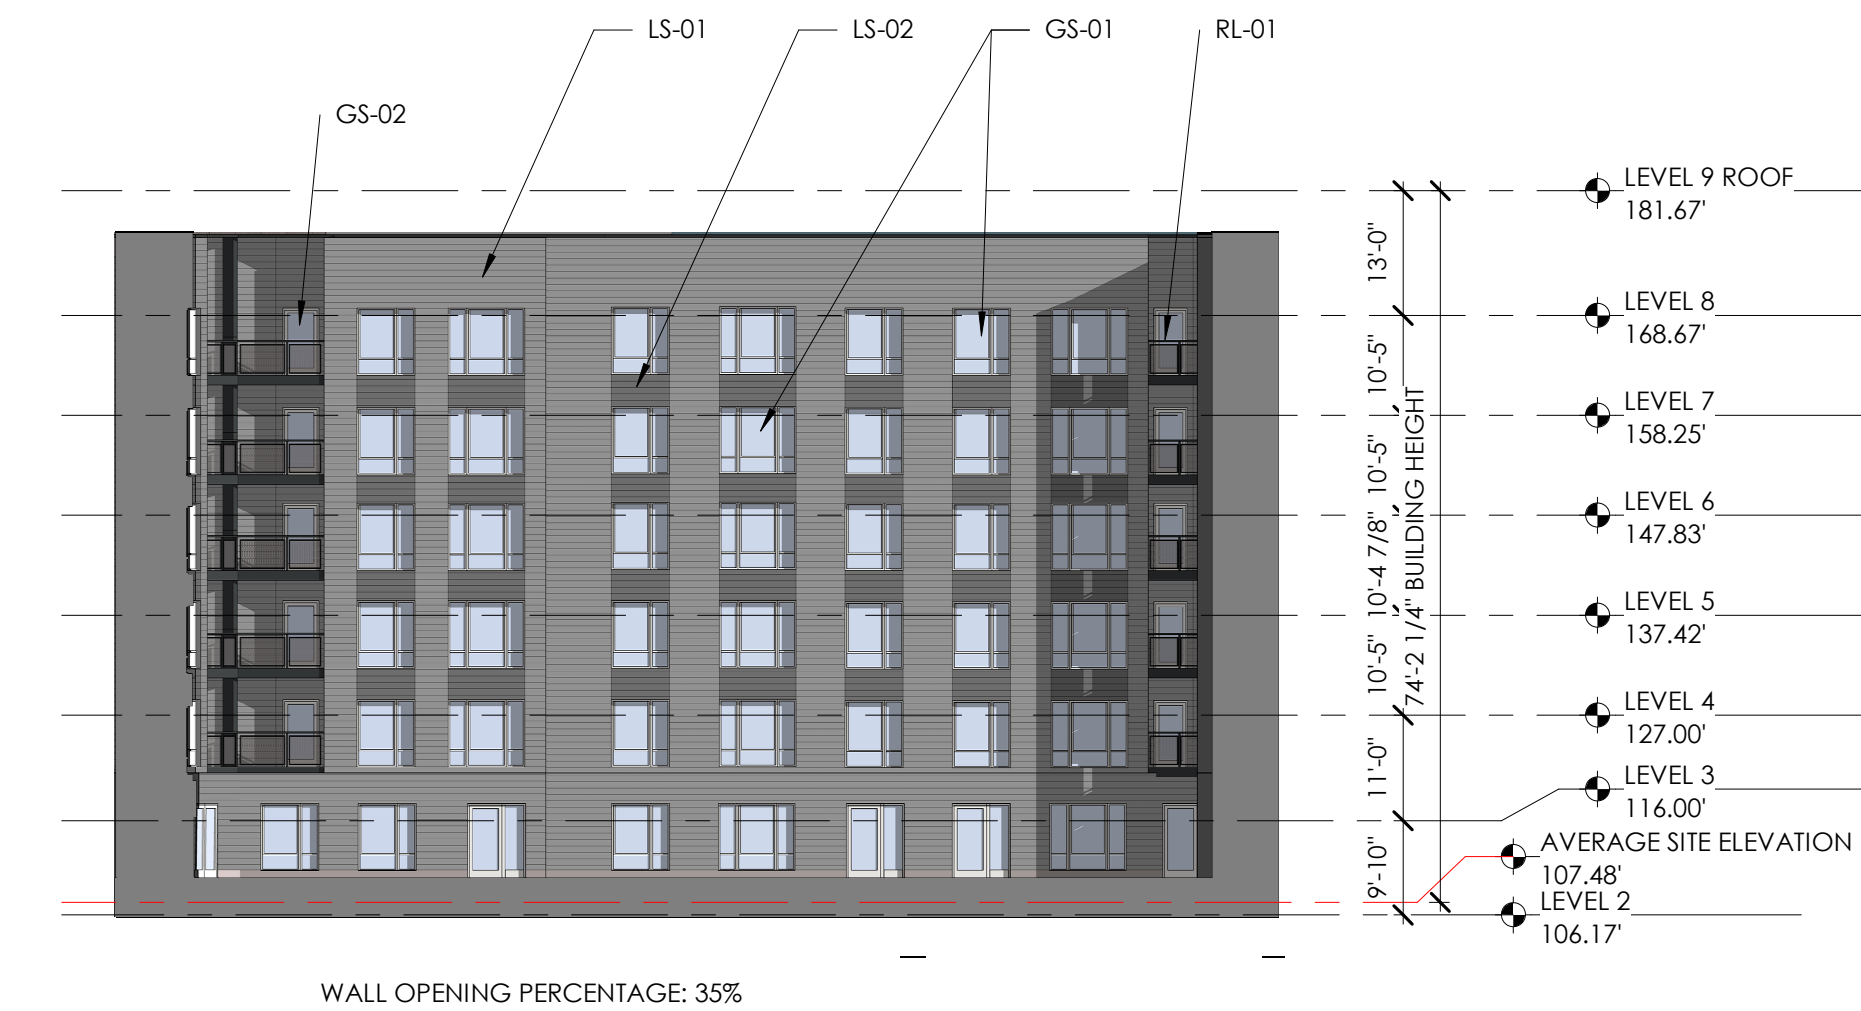 LS-01
LS-02
GS-01
RL-01
GS-02
LEVEL 9 ROOF
181.67'
13'-0"
LEVEL 8
168.67'
10'-5"
LEVEL 7
158.25'
10'-5"
LEVEL 6
147.83'
10'-4 7/8"
LEVEL 5
137.42'
10'-5"
74'-2 1/4" BUILDING HEIGHT
LEVEL 4
127.00'
11'-0"
LEVEL 3
116.00'
9'-10"
AVERAGE SITE ELEVATION
107.48'
LEVEL 2
106.17'
WALL OPENING PERCENTAGE: 35%